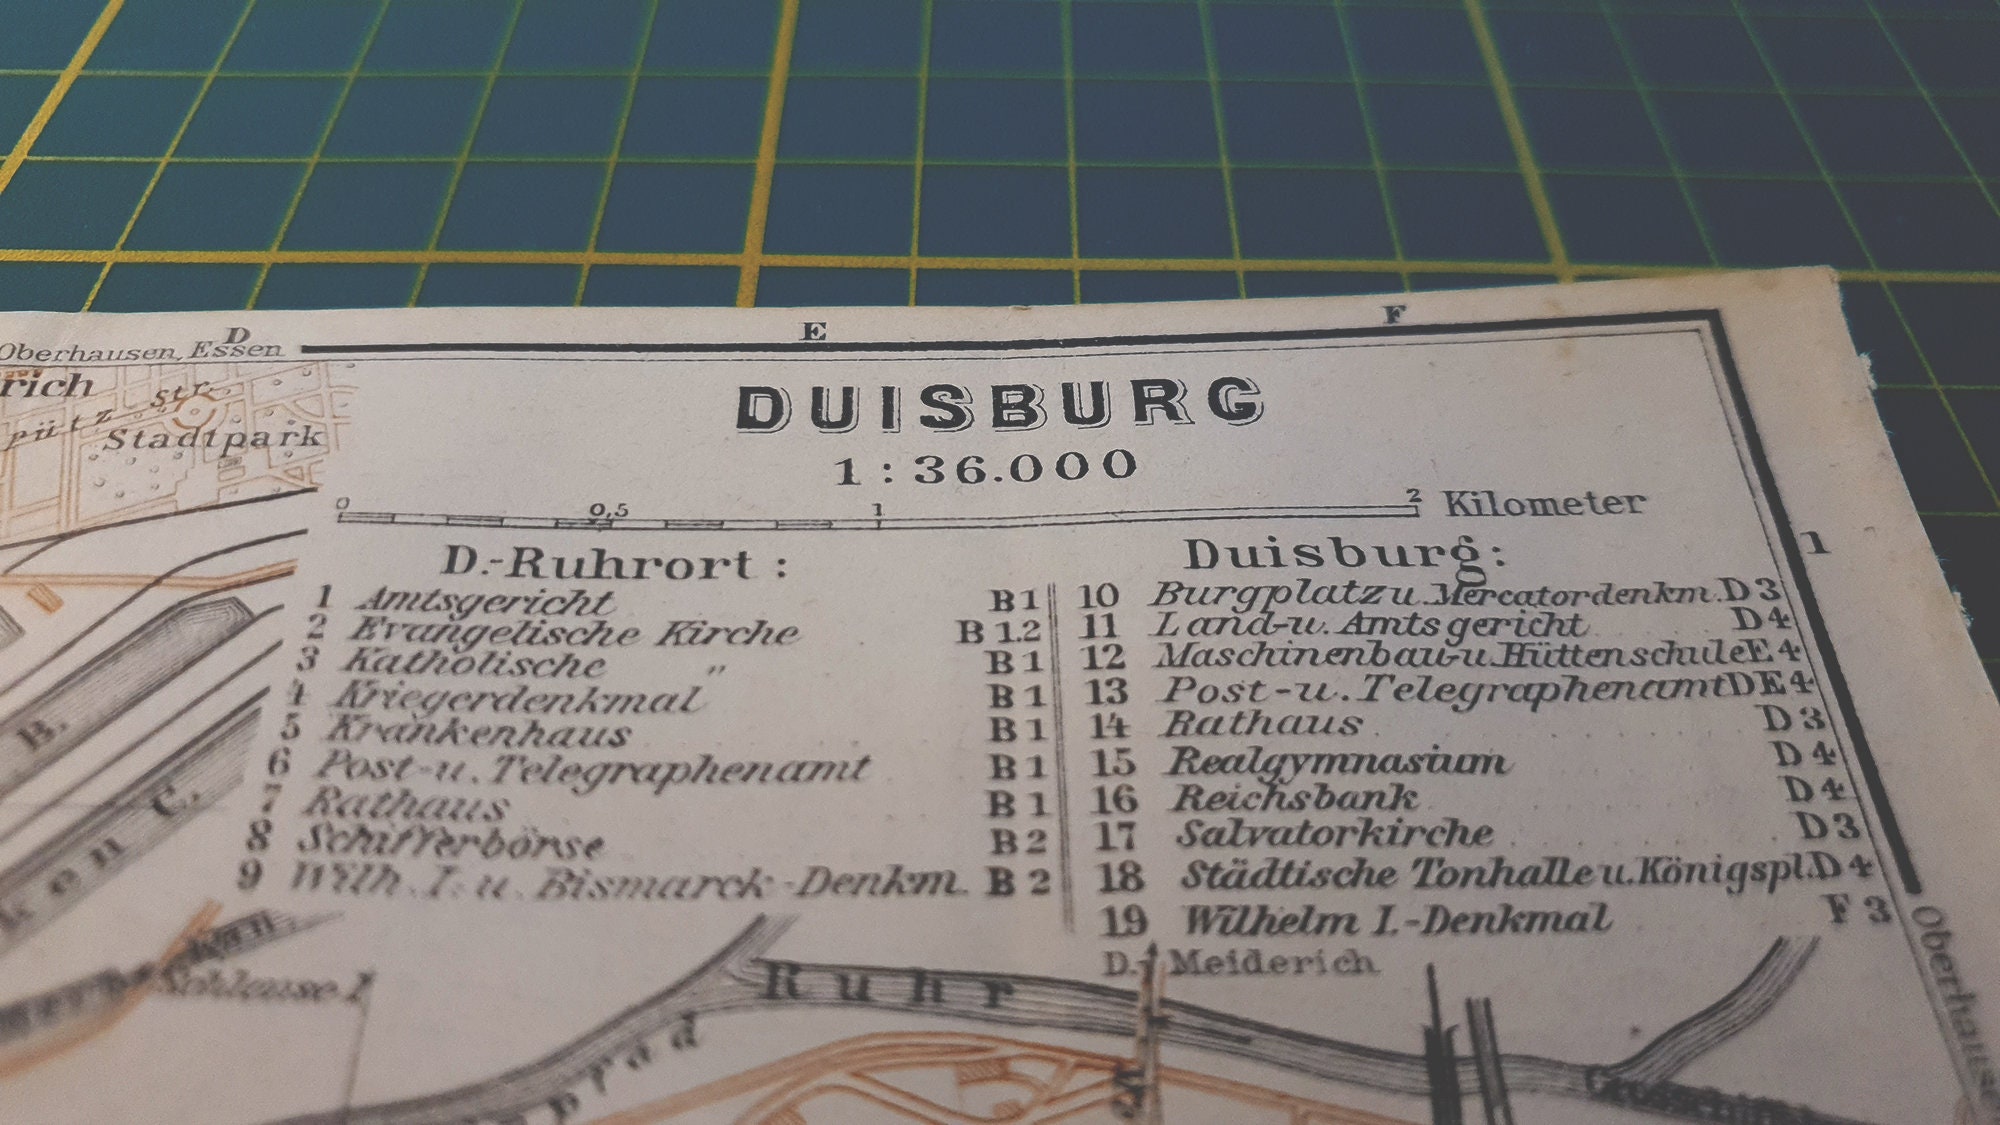 D E F
Oberhausen, Essen
rich
pütz str.
Stadtpark
DUISBURG
1:36.000
0 0,5 1 2 Kilometer
1
D.-Ruhrort:
1 Amtsgericht B 1
2 Evangelische Kirche B 1.2
3 Katholische " B 1
4 Kriegerdenkmal B 1
5 Krankenhaus B 1
6 Post-u. Telegraphenamt B 1
7 Rathaus B 1
8 Schifferbörse B 2
9 Wilh. I. u. Bismarck-Denkm. B 2
Duisburg:
10 Burgplatz u. Mercatordenkm. D 3
11 Land-u. Amtsgericht D 4
12 Maschinenbau-u. Hüttenschule E 4
13 Post-u. Telegraphenamt DE 4
14 Rathaus D 3
15 Realgymnasium D 4
16 Reichsbank D 4
17 Salvatorkirche D 3
18 Städtische Tonhalle u. Königspl. D 4
19 Wilhelm I.-Denkmal F 3
D.-Meiderich
B.
ken C.
Schleuse I
Ruhr
Oberhause